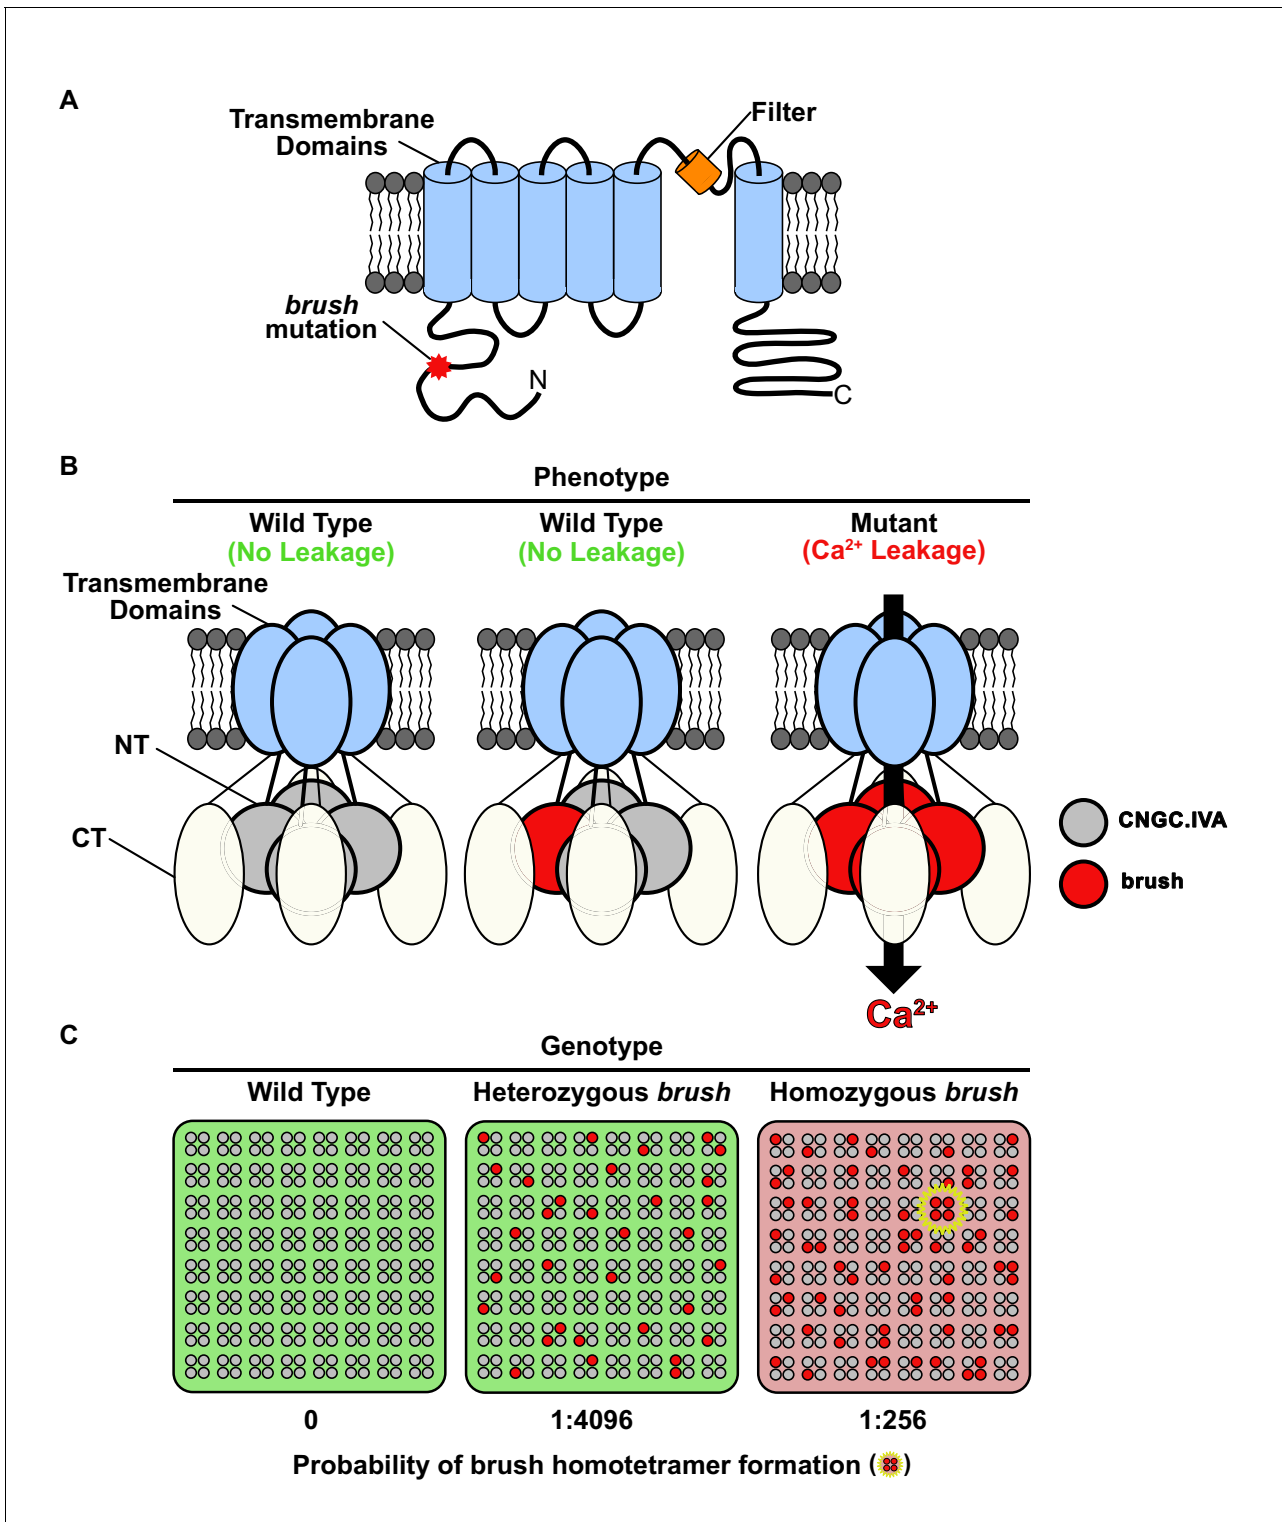 A
Transmembrane
Domains
Filter
brush
mutation
N
C
B
Phenotype
Wild Type
(No Leakage)
Wild Type
(No Leakage)
Mutant
(Ca²⁺ Leakage)
Transmembrane
Domains
NT
CT
CNGC.IVA
brush
Ca²⁺
C
Genotype
Wild Type
Heterozygous brush
Homozygous brush
0
1:4096
1:256
Probability of brush homotetramer formation ( )